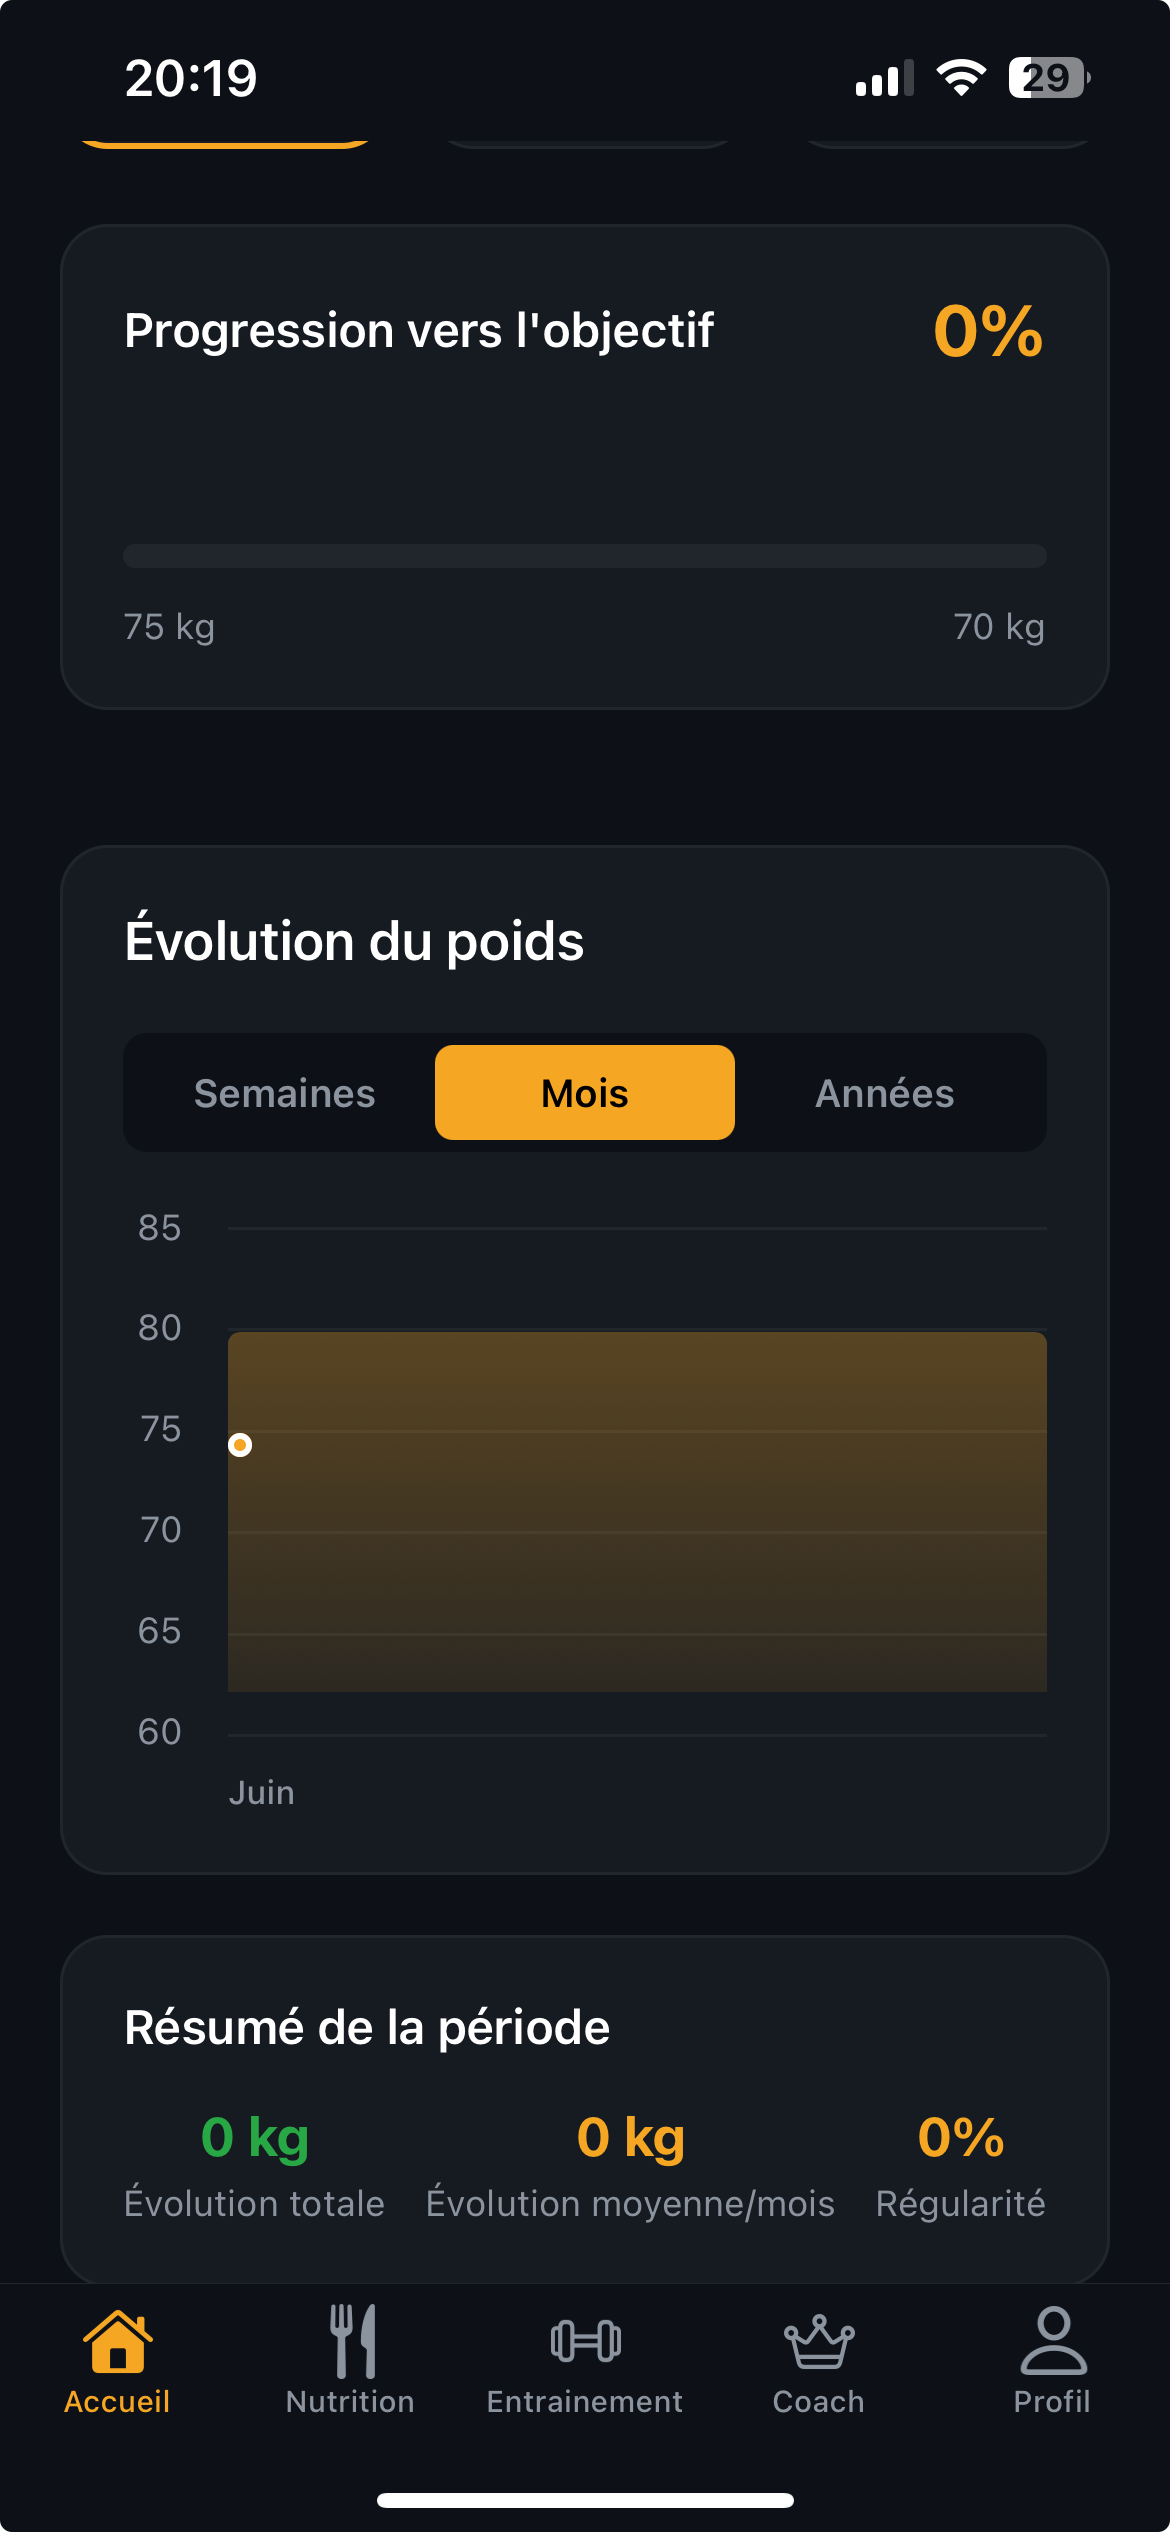 20:19
29
Progression vers l'objectif
0%
75 kg
70 kg
Évolution du poids
Semaines
Mois
Années
85
80
75
70
65
60
Juin
Résumé de la période
0 kg
0 kg
0%
Évolution totale
Évolution moyenne/mois
Régularité
Accueil
Nutrition
Entrainement
Coach
Profil